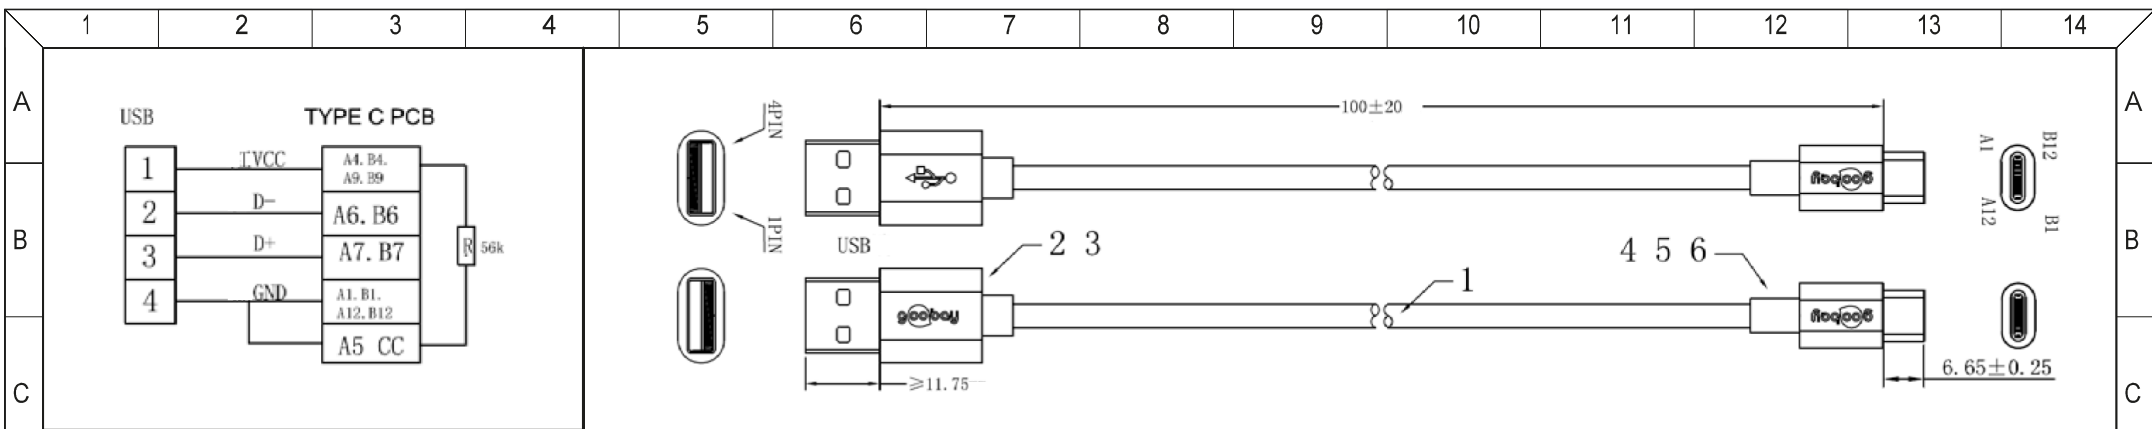 1 2 3 4 5 6 7 8 9 10 11 12 13 14
A
A
B
B
C
C
USB
TYPE C PCB
1
VCC
A4. B4.
A9. B9
2
D-
A6. B6
3
D+
A7. B7
4
GND
A1. B1.
A12. B12
A5 CC
R
56k
4PIN
1PIN
100±20
goobay
A1
B12
A12
B1
USB
2 3
1
4 5 6
goobay
goobay
≥11.75
6.65±0.25